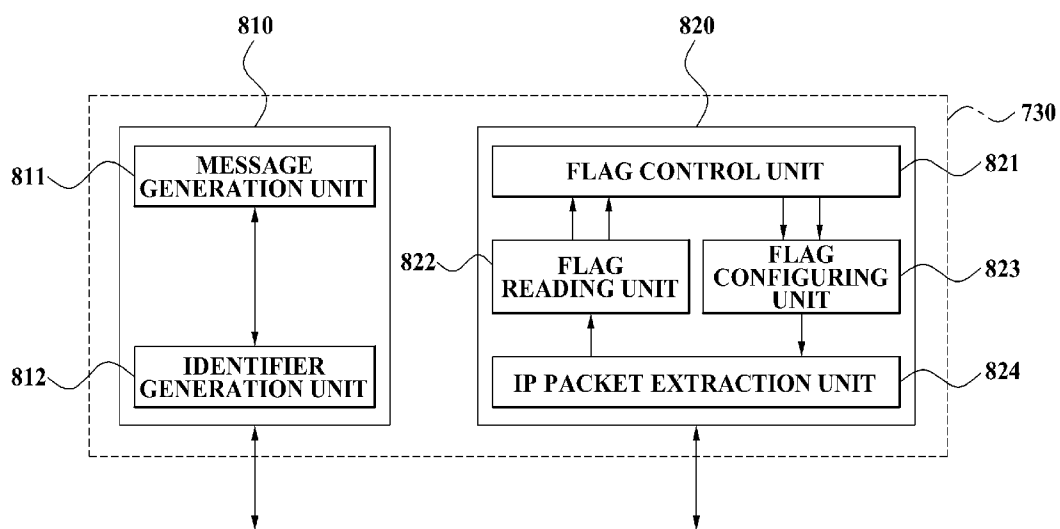 810
820
730
811
MESSAGE
GENERATION UNIT
FLAG CONTROL UNIT
821
822
FLAG
READING UNIT
FLAG
CONFIGURING
UNIT
823
812
IDENTIFIER
GENERATION UNIT
IP PACKET EXTRACTION UNIT
824